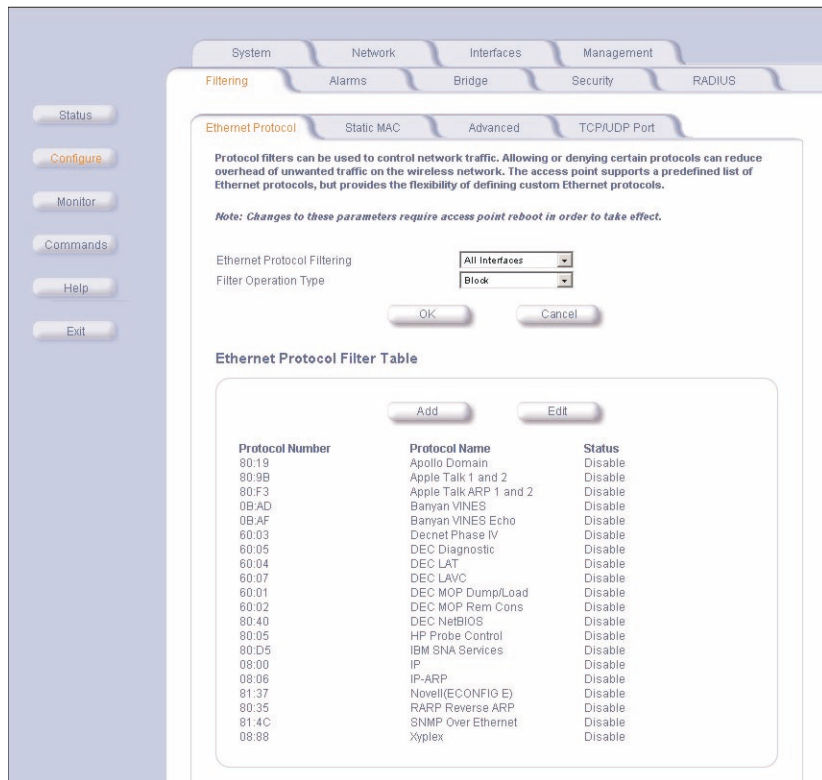 System Network Interfaces Management
Filtering Alarms Bridge Security RADIUS
Status
Configure
Monitor
Commands
Help
Exit
Ethernet Protocol Static MAC Advanced TCP/UDP Port
Protocol filters can be used to control network traffic. Allowing or denying certain protocols can reduce
overhead of unwanted traffic on the wireless network. The access point supports a predefined list of
Ethernet protocols, but provides the flexibility of defining custom Ethernet protocols.
Note: Changes to these parameters require access point reboot in order to take effect.
Ethernet Protocol Filtering All Interfaces
Filter Operation Type Block
OK Cancel
Ethernet Protocol Filter Table
Add Edit
Protocol Number Protocol Name Status
80:19 Apollo Domain Disable
80:9B Apple Talk 1 and 2 Disable
80:F3 Apple Talk ARP 1 and 2 Disable
0B:AD Banyan VINES Disable
0B:AF Banyan VINES Echo Disable
60:03 Decnet Phase IV Disable
60:05 DEC Diagnostic Disable
60:04 DEC LAT Disable
60:07 DEC LAVC Disable
60:01 DEC MOP Dump/Load Disable
60:02 DEC MOP Rem Cons Disable
80:40 DEC NetBIOS Disable
80:05 HP Probe Control Disable
80:D5 IBM SNA Services Disable
08:00 IP Disable
08:06 IP-ARP Disable
81:37 Novell(ECONFIG E) Disable
80:35 RARP Reverse ARP Disable
81:4C SNMP Over Ethernet Disable
08:88 Xyplex Disable